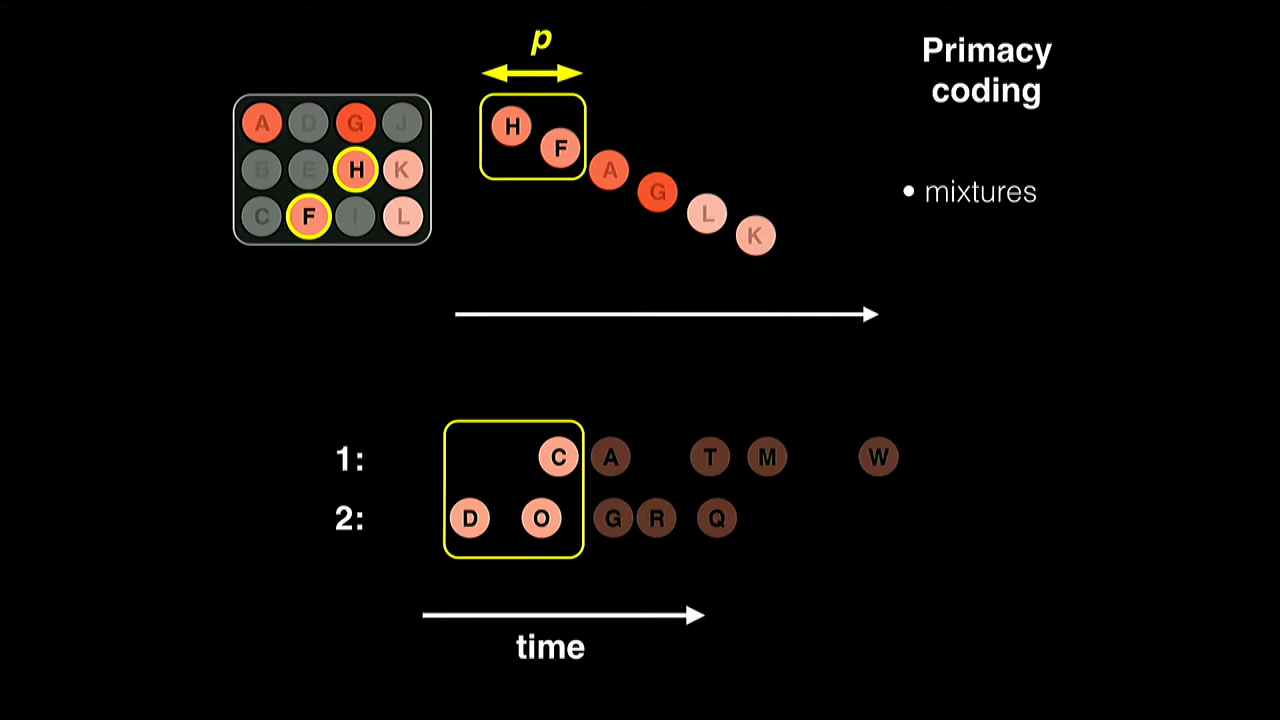 p
Primacy
coding
• mixtures
A D G J
B E H K
C F I L
H F A G L K
1: C A T M W
2: D O G R Q
time